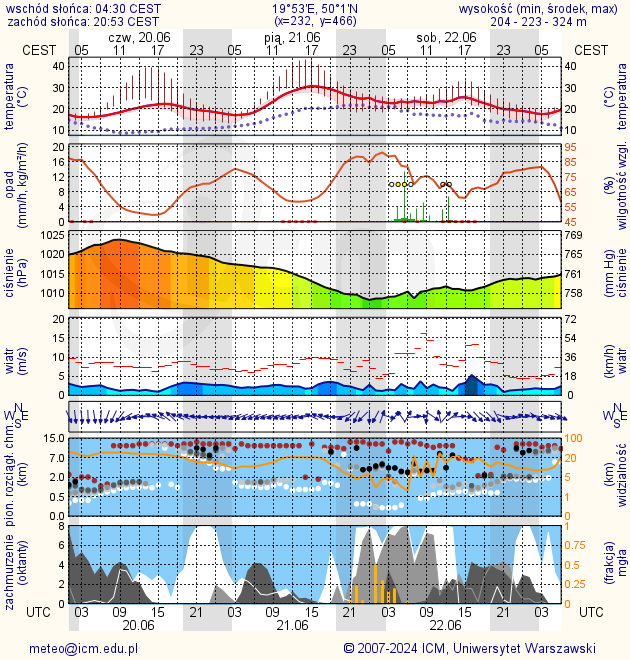 wschód słońca: 04:30 CEST
zachód słońca: 20:53 CEST
19°53'E, 50°1'N
(x=232, y=466)
wysokość (min, środek, max)
204 - 223 - 324 m
czw, 20.06 pią, 21.06 sob, 22.06
CEST 05 11 17 23 05 11 17 23 05 11 17 23 05 CEST
temperatura
(°C)
40
30
20
10
40
30
20
10
temperatura
(°C)
opad
(mm/h, kg/m²/h)
20
16
12
8
4
0
95
85
75
65
55
45
(%)
wilgotność wzgl.
ciśnienie
(hPa)
1025
1020
1015
1010
769
765
761
758
(mm Hg)
ciśnienie
wiatr
(m/s)
20
15
10
5
0
72
54
36
18
0
(km/h)
wiatr
N
W E
S
N
W E
S
pion. rozciągł. chm.
(km)
15.0
7.0
2.0
0.5
0.0
100
20
5
1
0
(km)
widzialność
zachmurzenie
(oktanty)
8
6
4
2
0
1
0.75
0.5
0.25
0
(frakcja)
mgła
UTC 03 09 15 21 03 09 15 21 03 09 15 21 03 UTC
20.06 21.06 22.06
meteo@icm.edu.pl
© 2007-2024 ICM, Uniwersytet Warszawski